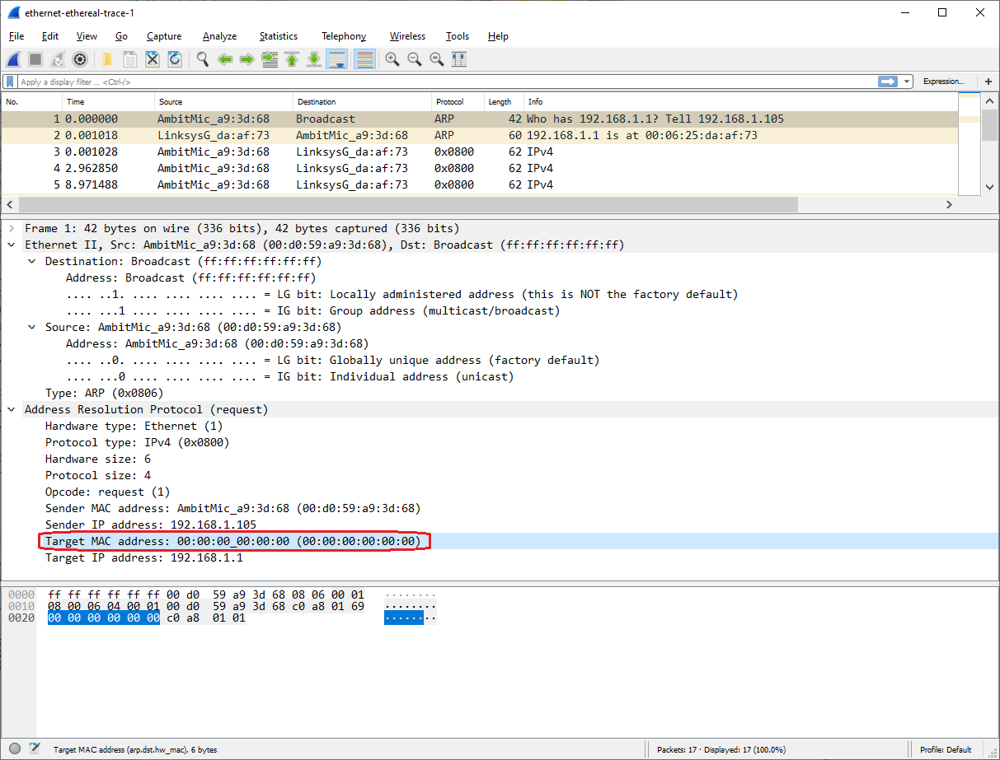 ethernet-ethereal-trace-1
File Edit View Go Capture Analyze Statistics Telephony Wireless Tools Help
Apply a display filter ... <Ctrl-/> Expression... +
No. Time Source Destination Protocol Length Info
1 0.000000 AmbitMic_a9:3d:68 Broadcast ARP 42 Who has 192.168.1.1? Tell 192.168.1.105
2 0.001018 LinksysG_da:af:73 AmbitMic_a9:3d:68 ARP 60 192.168.1.1 is at 00:06:25:da:af:73
3 0.001028 AmbitMic_a9:3d:68 LinksysG_da:af:73 0x0800 62 IPv4
4 2.962850 AmbitMic_a9:3d:68 LinksysG_da:af:73 0x0800 62 IPv4
5 8.971488 AmbitMic_a9:3d:68 LinksysG_da:af:73 0x0800 62 IPv4
Frame 1: 42 bytes on wire (336 bits), 42 bytes captured (336 bits)
Ethernet II, Src: AmbitMic_a9:3d:68 (00:d0:59:a9:3d:68), Dst: Broadcast (ff:ff:ff:ff:ff:ff)
Destination: Broadcast (ff:ff:ff:ff:ff:ff)
Address: Broadcast (ff:ff:ff:ff:ff:ff)
.... ..1. .... .... .... .... = LG bit: Locally administered address (this is NOT the factory default)
.... ...1 .... .... .... .... = IG bit: Group address (multicast/broadcast)
Source: AmbitMic_a9:3d:68 (00:d0:59:a9:3d:68)
Address: AmbitMic_a9:3d:68 (00:d0:59:a9:3d:68)
.... ..0. .... .... .... .... = LG bit: Globally unique address (factory default)
.... ...0 .... .... .... .... = IG bit: Individual address (unicast)
Type: ARP (0x0806)
Address Resolution Protocol (request)
Hardware type: Ethernet (1)
Protocol type: IPv4 (0x0800)
Hardware size: 6
Protocol size: 4
Opcode: request (1)
Sender MAC address: AmbitMic_a9:3d:68 (00:d0:59:a9:3d:68)
Sender IP address: 192.168.1.105
Target MAC address: 00:00:00_00:00:00 (00:00:00:00:00:00)
Target IP address: 192.168.1.1
0000 ff ff ff ff ff ff 00 d0 59 a9 3d 68 08 06 00 01 ········
0010 08 00 06 04 00 01 00 d0 59 a9 3d 68 c0 a8 01 69 ········
0020 00 00 00 00 00 00 c0 a8 01 01 ········
Target MAC address (arp.dst.hw_mac), 6 bytes Packets: 17 · Displayed: 17 (100.0%) Profile: Default